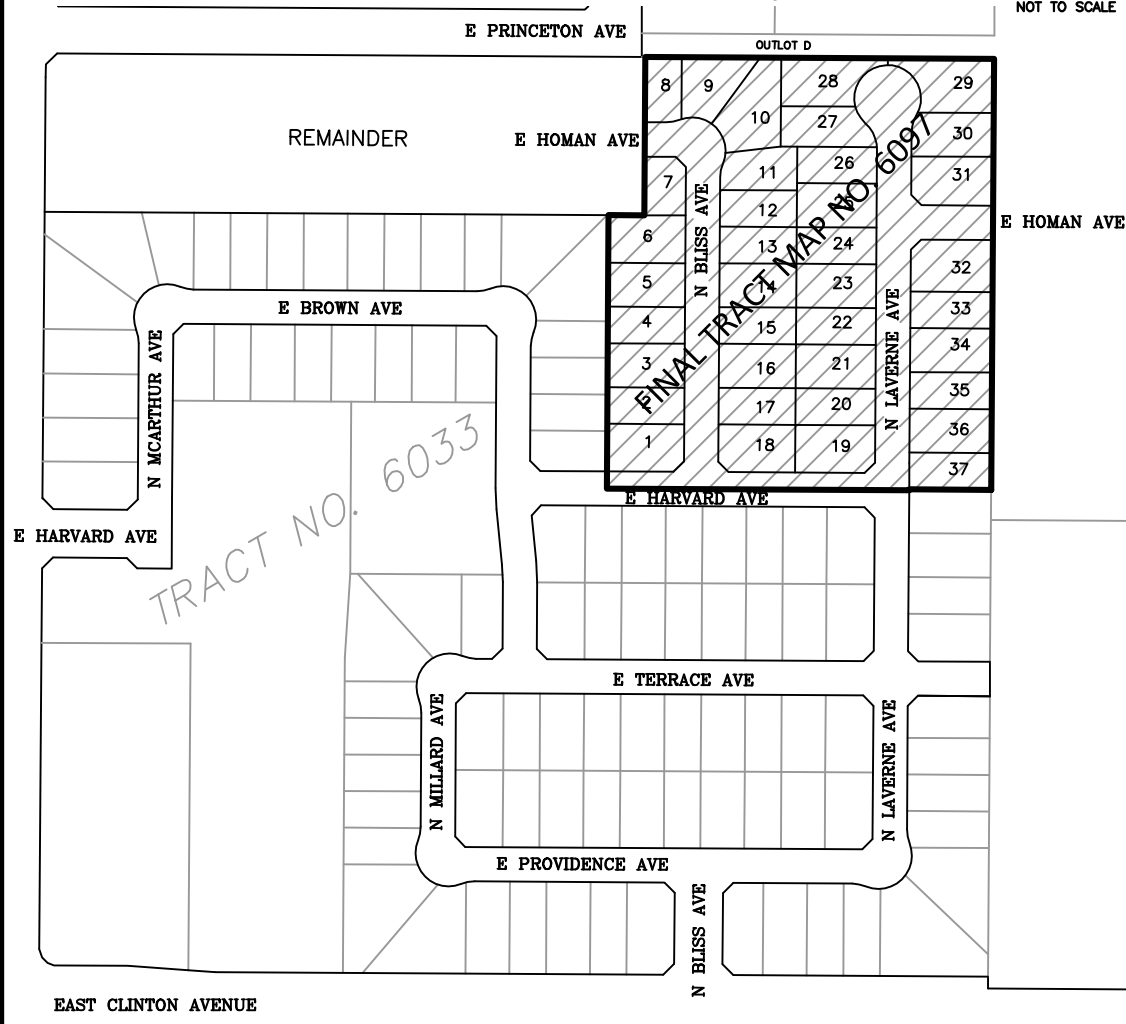 NOT TO SCALE
E PRINCETON AVE
OUTLOT D
8
9
10
28
27
29
30
31
REMAINDER
E HOMAN AVE
7
11
26
12
N BLISS AVE
FINAL TRACT MAP NO. 6097
E HOMAN AVE
6
13
24
5
14
23
32
4
15
22
33
3
16
21
34
2
17
20
35
1
18
19
36
37
N LAVERNE AVE
E BROWN AVE
N MCARTHUR AVE
TRACT NO. 6033
E HARVARD AVE
E HARVARD AVE
E TERRACE AVE
N MILLARD AVE
N LAVERNE AVE
E PROVIDENCE AVE
N BLISS AVE
EAST CLINTON AVENUE